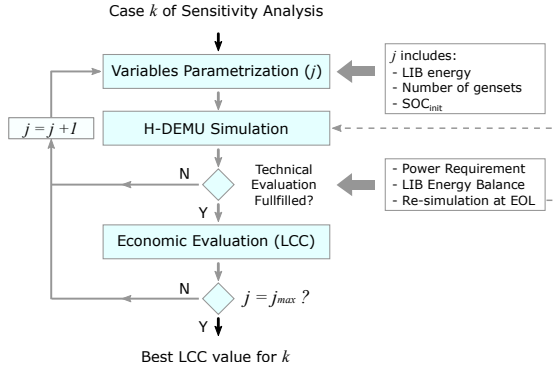 Case k of Sensitivity Analysis
Variables Parametrization (j)
j includes:
- LIB energy
- Number of gensets
- SOCinit
j = j +1
H-DEMU Simulation
N
Technical
Evaluation
Fullfilled?
- Power Requirement
- LIB Energy Balance
- Re-simulation at EOL
Y
Economic Evaluation (LCC)
N
j = jmax ?
Y
Best LCC value for k